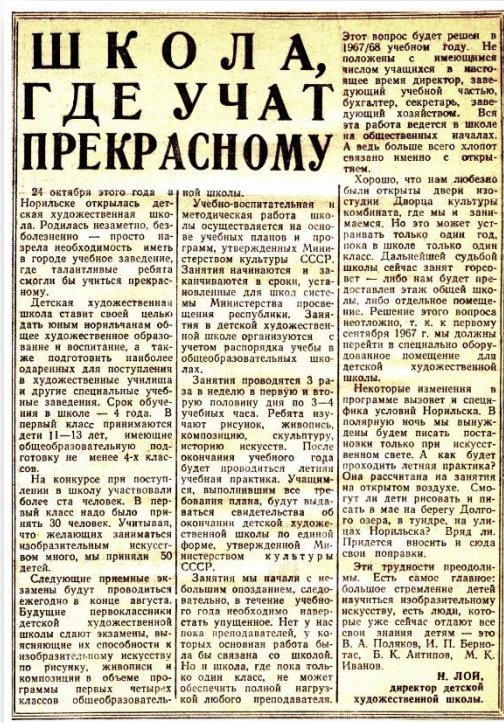 ШКОЛА,
ГДЕ УЧАТ
ПРЕКРАСНОМУ
24 октября этого года в
Норильске открылась дет-
ская художественная шко-
ла. Родилась незаметно, без-
болезненно — просто на-
зрела необходимость иметь
в городе учебное заведение,
где талантливые ребята
смогли бы учиться прекрас-
ному.
Детская художественная
школа ставит своей целью
дать юным норильчанам об-
щее художественное образо-
вание и воспитание, а так-
же подготовить наиболее
одаренных для поступления
в художественные училища
и другие специальные учеб-
ные заведения. Срок обуче-
ния в школе — 4 года. В
первый класс принимаются
дети 11—13 лет, имеющие
общеобразовательную под-
готовку не менее 4-х клас-
сов.
На конкурсе при поступ-
лении в школу участвовали
более ста человек. В пер-
вый класс надо было при-
нять 30 человек. Учитывая,
что желающих заниматься
изобразительным искусст-
вом много, мы приняли 50
детей.
Следующие приемные эк-
замены будут проводиться
ежегодно в конце августа.
Будущие первоклассники
детской художественной
школы сдают экзамены, вы-
ясняющие их способности к
изобразительному искусству
по рисунку, живописи и
композиции в объеме про-
граммы первых четырех
классов общеобразователь-
ной школы.
Учебно-воспитательная и
методическая работа шко-
лы осуществляется на осно-
ве учебных планов и про-
грамм, утвержденных Мини-
стерством культуры СССР.
Занятия начинаются и за-
канчиваются в сроки, уста-
новленные для школ систе-
мы Министерства просве-
щения республики. Заня-
тия в детской художествен-
ной школе организуются с
учетом распорядка учебы в
общеобразовательных шко-
лах.
Занятия проводятся 3 ра-
за в неделю в первую и вто-
рую половину дня по 3—4
учебных часа. Ребята изу-
чают рисунок, живопись,
композицию, скульптуру,
историю искусств. После
окончания учебного года
будет проводиться летняя
учебная практика. Учащим-
ся, выполнившим все тре-
бования плана, будут выда-
ваться свидетельства об
окончании детской художе-
ственной школы по единой
форме, утвержденной Ми-
нистерством культуры
СССР.
Занятия мы начали с не-
большим опозданием, следо-
вательно, в течение учебно-
го года необходимо навер-
стать упущенное. Нет у нас
пока преподавателей, у ко-
торых основная работа бы-
ла бы связана со школой.
Но и школа, где пока толь-
ко один класс, не может
обеспечить полной нагруз-
кой любого преподавателя.
Этот вопрос будет решен в
1967/68 учебном году. Не
положены с имеющимся
числом учащихся в насто-
ящее время директор, заве-
дующий учебной частью,
бухгалтер, секретарь, заве-
дующий хозяйством. Вся
эта работа ведется в школе
на общественных началах.
А ведь больше всего хлопот
связано именно с откры-
тием.
Хорошо, что нам любезно
были открыты двери изо-
студии Дворца культуры
комбината, где мы и зани-
маемся. Но это может уст-
раивать только один год,
пока в школе только один
класс. Дальнейшей судьбой
школы сейчас занят горсо-
вет — либо нам будет пре-
доставлен этаж общей шко-
лы, либо отдельное помеще-
ние. Решение этого вопроса
неотложно, т. к. к первому
сентября 1967 г. мы должны
перейти в специально обору-
дованное помещение для
детской художественной
школы.
Некоторые изменения в
программе вызовет и специ-
фика условий Норильска. В
полярную ночь мы вынуж-
дены будем писать поста-
новки только при искусст-
венном свете. А как будет
проходить летняя практика?
Она рассчитана на занятия
на открытом воздухе. Смо-
гут ли дети рисовать и пи-
сать в мае на берегу Долго-
го озера, в тундре, на ули-
цах Норильска? Вряд ли.
Придется вносить и сюда
свои поправки.
Эти трудности преодоли-
мы. Есть самое главное:
большое стремление детей
научиться изобразительному
искусству, есть люди, кото-
рые уже сейчас отдают все
свои знания детям — это
В. А. Поляков, И. П. Берно-
тас, Б. К. Антипов, М. К.
Иванов.
Н. ЛОЙ,
директор детской
художественной школы.